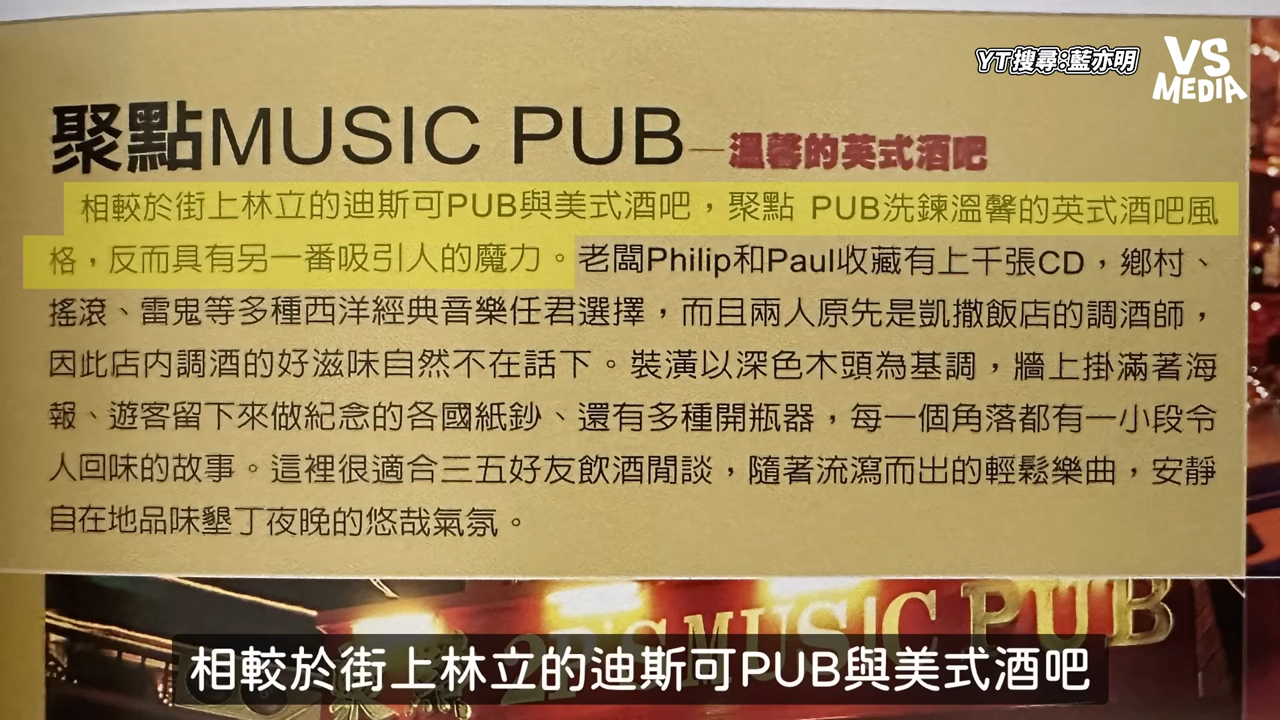 YT搜尋:藍亦明
VS
MEDIA
聚點MUSIC PUB—溫馨的英式酒吧
相較於街上林立的迪斯可PUB與美式酒吧,聚點 PUB洗鍊溫馨的英式酒吧風
格,反而具有另一番吸引人的魔力。老闆Philip和Paul收藏有上千張CD,鄉村、
搖滾、雷鬼等多種西洋經典音樂任君選擇,而且兩人原先是凱撒飯店的調酒師,
因此店內調酒的好滋味自然不在話下。裝潢以深色木頭為基調,牆上掛滿著海
報、遊客留下來做紀念的各國紙鈔、還有多種開瓶器,每一個角落都有一小段令
人回味的故事。這裡很適合三五好友飲酒閒談,隨著流瀉而出的輕鬆樂曲,安靜
自在地品味墾丁夜晚的悠哉氣氛。
2P'S MUSIC PUB
相較於街上林立的迪斯可PUB與美式酒吧